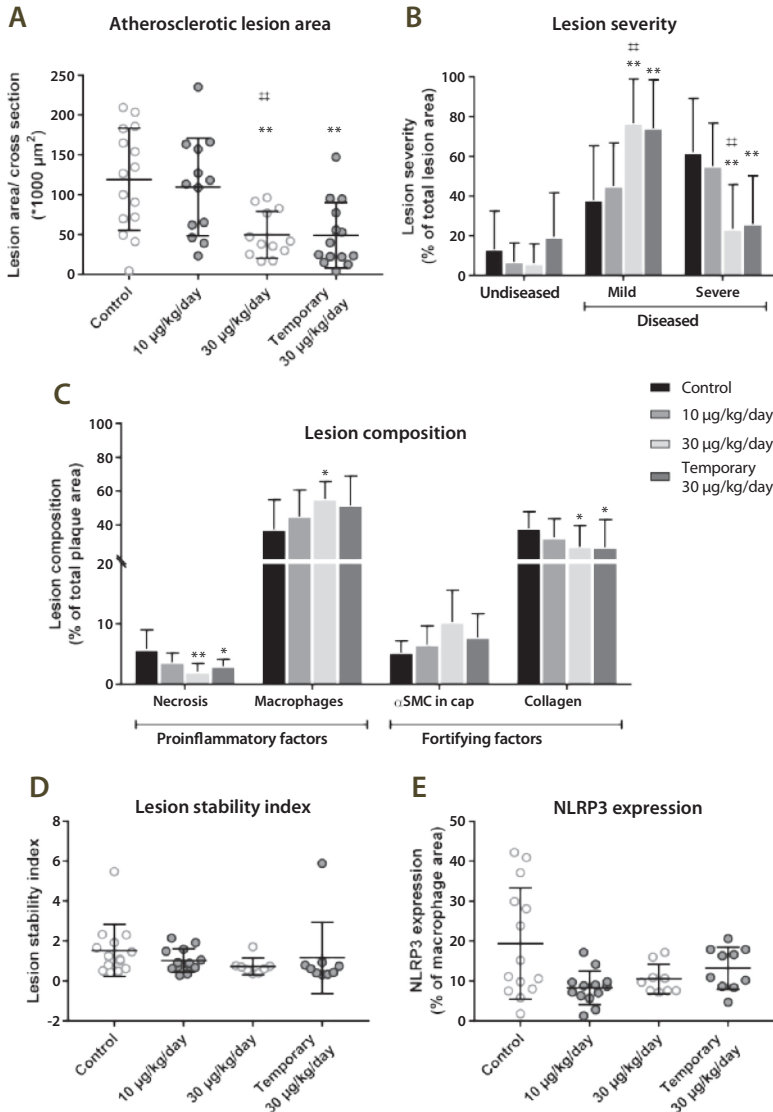 A
Atherosclerotic lesion area
Lesion area/ cross section
(*1000 µm²)
250
200
150
100
50
0
⌗
**
**
Control
10 µg/kg/day
30 µg/kg/day
Temporary
30 µg/kg/day
B
Lesion severity
Lesion severity
(% of total lesion area)
100
80
60
40
20
0
⌗
**
**
⌗
**
**
Undiseased
Mild
Severe
Diseased
Control
10 µg/kg/day
30 µg/kg/day
Temporary
30 µg/kg/day
C
Lesion composition
Lesion composition
(% of total plaque area)
100
80
60
40
20
10
0
**
*
*
*
*
Necrosis
Macrophages
αSMC in cap
Collagen
Proinflammatory factors
Fortifying factors
D
Lesion stability index
Lesion stability index
8
6
4
2
0
-2
Control
10 µg/kg/day
30 µg/kg/day
Temporary
30 µg/kg/day
E
NLRP3 expression
NLRP3 expression
(% of macrophage area)
50
40
30
20
10
0
Control
10 µg/kg/day
30 µg/kg/day
Temporary
30 µg/kg/day